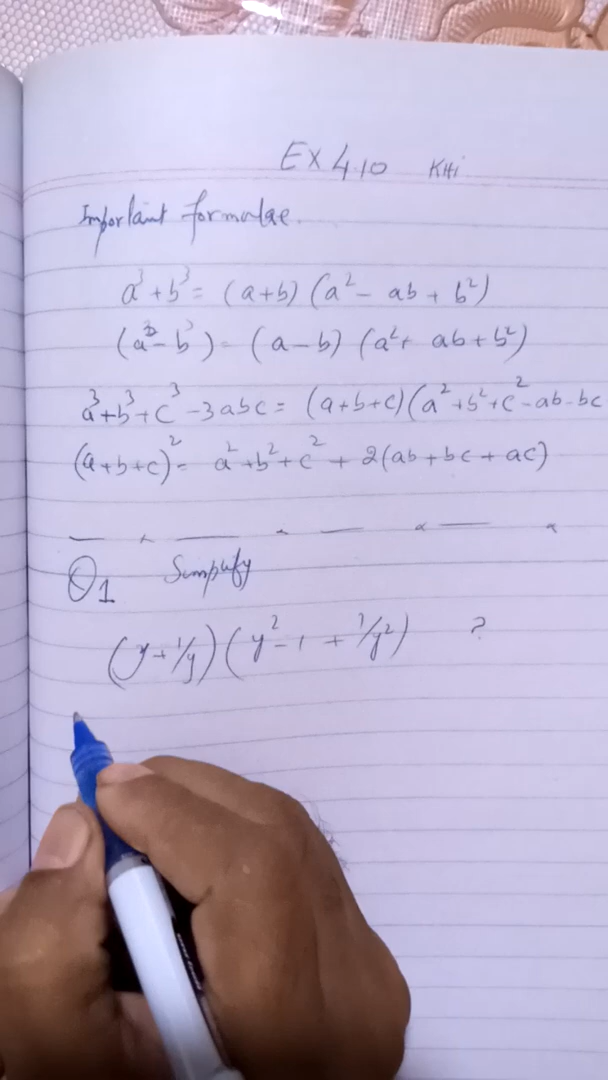 Ex 4.10 KHi
Important formulae.
a³ + b³ = (a+b) (a² - ab + b²)
(a³ - b³) = (a-b) (a² + ab + b²)
a³+b³+c³ -3abc = (a+b+c)(a²+b²+c²-ab-bc
(a+b+c)² = a²+b²+c² + 2(ab+bc+ac)
Q1 Simplify
(y+1/y)(y²-1+1/y²) ?